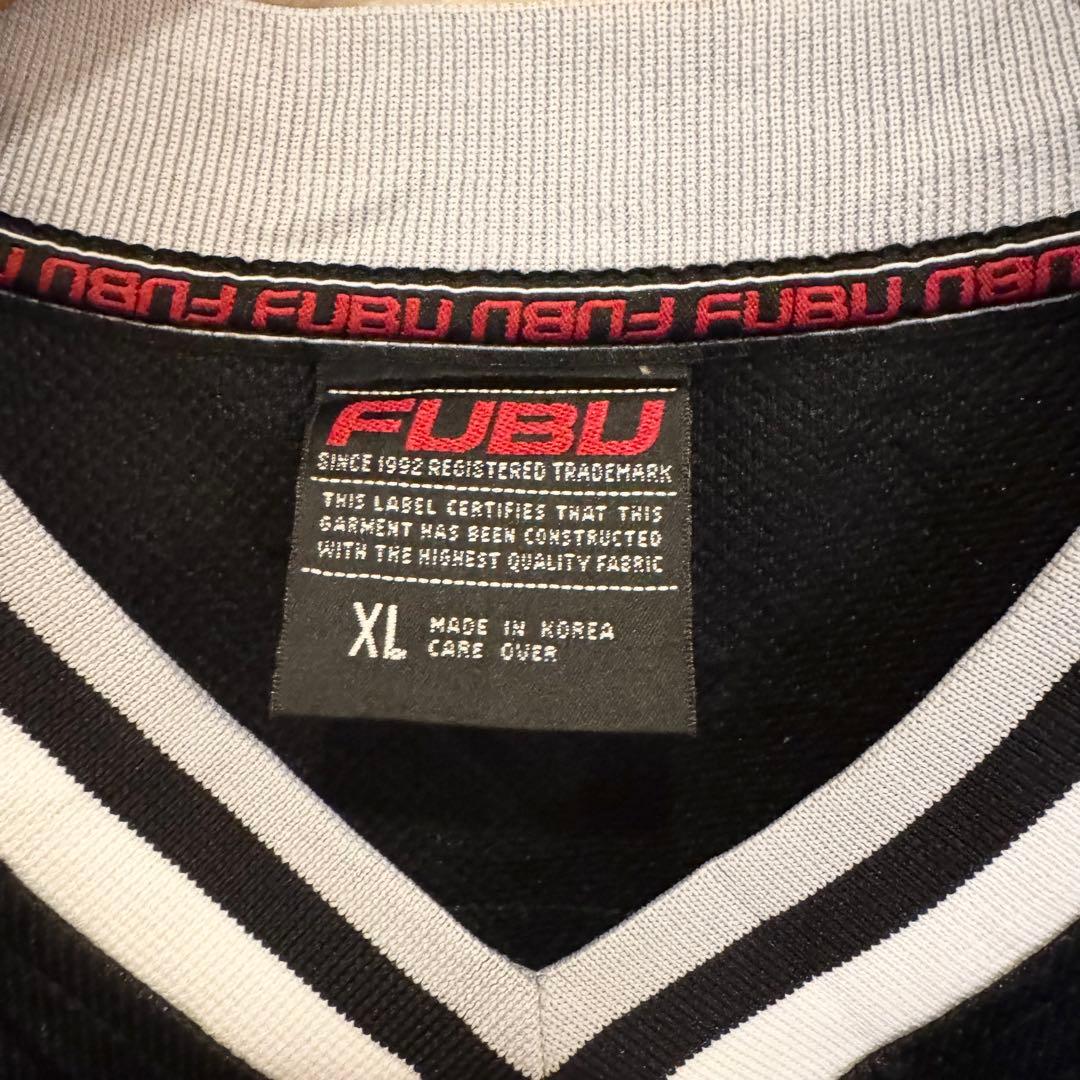 FUBU FUBU FUBU FUBU FUBU
FUBU
SINCE 1992 REGISTERED TRADEMARK
THIS LABEL CERTIFIES THAT THIS
GARMENT HAS BEEN CONSTRUCTED
WITH THE HIGHEST QUALITY FABRIC
XL MADE IN KOREA
CARE OVER